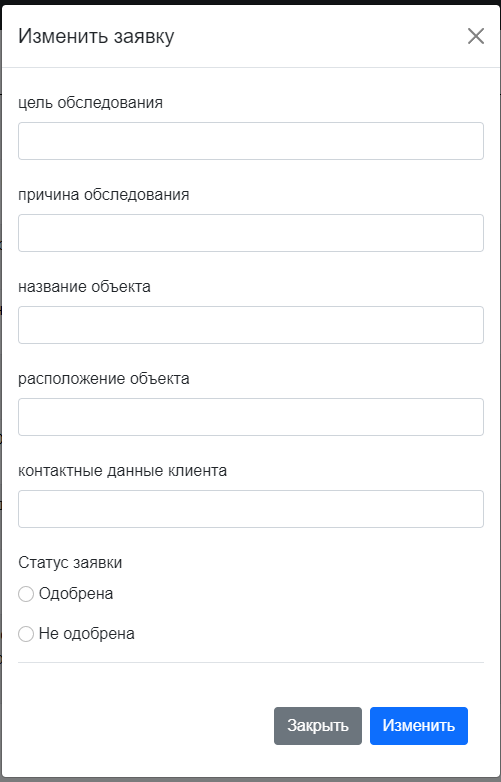 Изменить заявку
цель обследования
причина обследования
название объекта
расположение объекта
контактные данные клиента
Статус заявки
Одобрена
Не одобрена
Закрыть Изменить